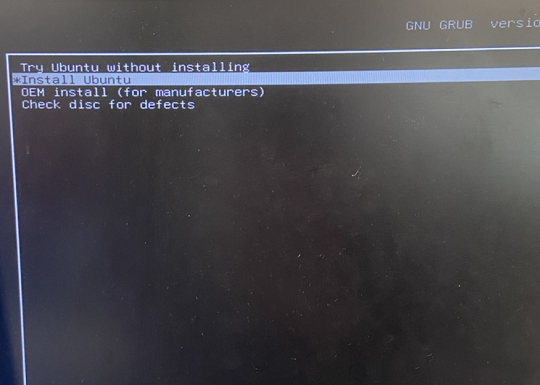 GNU GRUB versio
Try Ubuntu without installing
*Install Ubuntu
OEM install (for manufacturers)
Check disc for defects